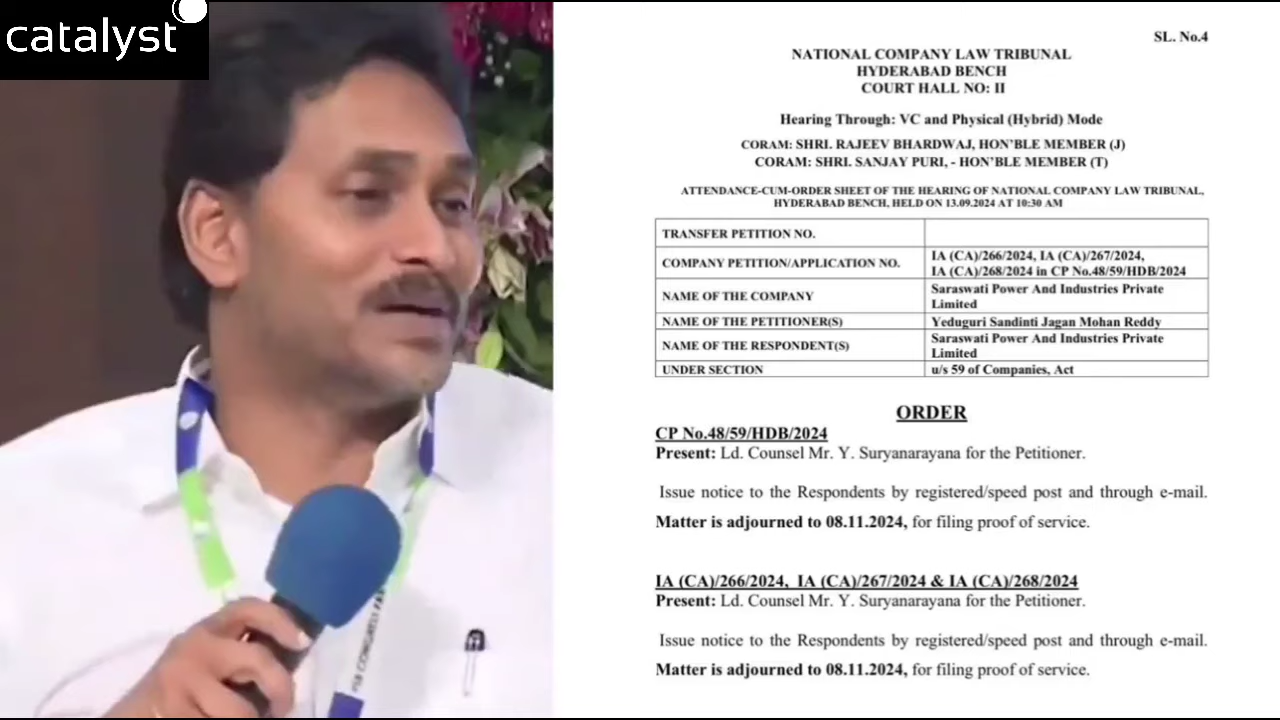 catalyst
SL. No.4
NATIONAL COMPANY LAW TRIBUNAL
HYDERABAD BENCH
COURT HALL NO: II
Hearing Through: VC and Physical (Hybrid) Mode
CORAM: SHRI. RAJEEV BHARDWAJ, HON'BLE MEMBER (J)
CORAM: SHRI. SANJAY PURI, - HON'BLE MEMBER (T)
ATTENDANCE-CUM-ORDER SHEET OF THE HEARING OF NATIONAL COMPANY LAW TRIBUNAL,
HYDERABAD BENCH, HELD ON 13.09.2024 AT 10:30 AM
TRANSFER PETITION NO.
COMPANY PETITION/APPLICATION NO. IA (CA)/266/2024, IA (CA)/267/2024,
IA (CA)/268/2024 in CP No.48/59/HDB/2024
NAME OF THE COMPANY Saraswati Power And Industries Private
Limited
NAME OF THE PETITIONER(S) Yeduguri Sandinti Jagan Mohan Reddy
NAME OF THE RESPONDENT(S) Saraswati Power And Industries Private
Limited
UNDER SECTION u/s 59 of Companies, Act
ORDER
CP No.48/59/HDB/2024
Present: Ld. Counsel Mr. Y. Suryanarayana for the Petitioner.
Issue notice to the Respondents by registered/speed post and through e-mail.
Matter is adjourned to 08.11.2024, for filing proof of service.
IA (CA)/266/2024, IA (CA)/267/2024 & IA (CA)/268/2024
Present: Ld. Counsel Mr. Y. Suryanarayana for the Petitioner.
Issue notice to the Respondents by registered/speed post and through e-mail.
Matter is adjourned to 08.11.2024, for filing proof of service.